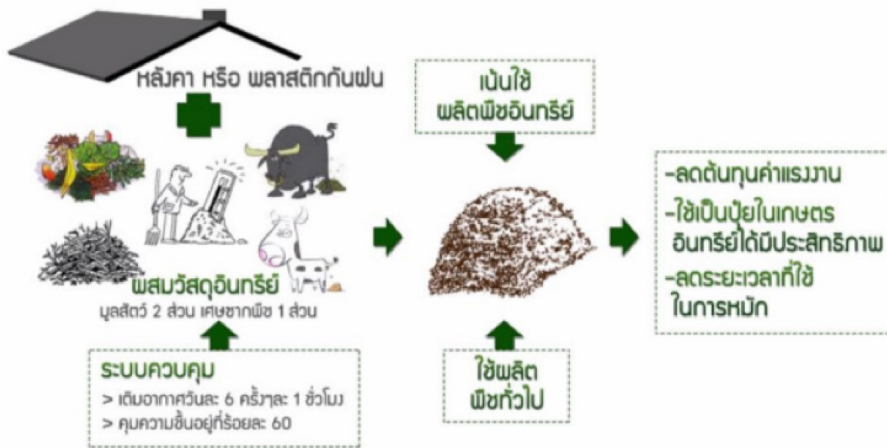 หลังคา หรือ พลาสติกกันฝน
ผสมวัสดุอินทรีย์
มูลสัตว์ 2 ส่วน เศษซากพืช 1 ส่วน
ระบบควบคุม
> เติมอากาศวันละ 6 ครั้งๆละ 1 ชั่วโมง
> คุมความชื้นอยู่ที่ร้อยละ 60
เน้นใช้
ผลิตพืชอินทรีย์
ใช้ผลิต
พืชทั่วไป
-ลดต้นทุนค่าแรงงาน
-ใช้เป็นปุ๋ยในเกษตร
อินทรีย์ได้มีประสิทธิภาพ
-ลดระยะเวลาที่ใช้
ในการหมัก